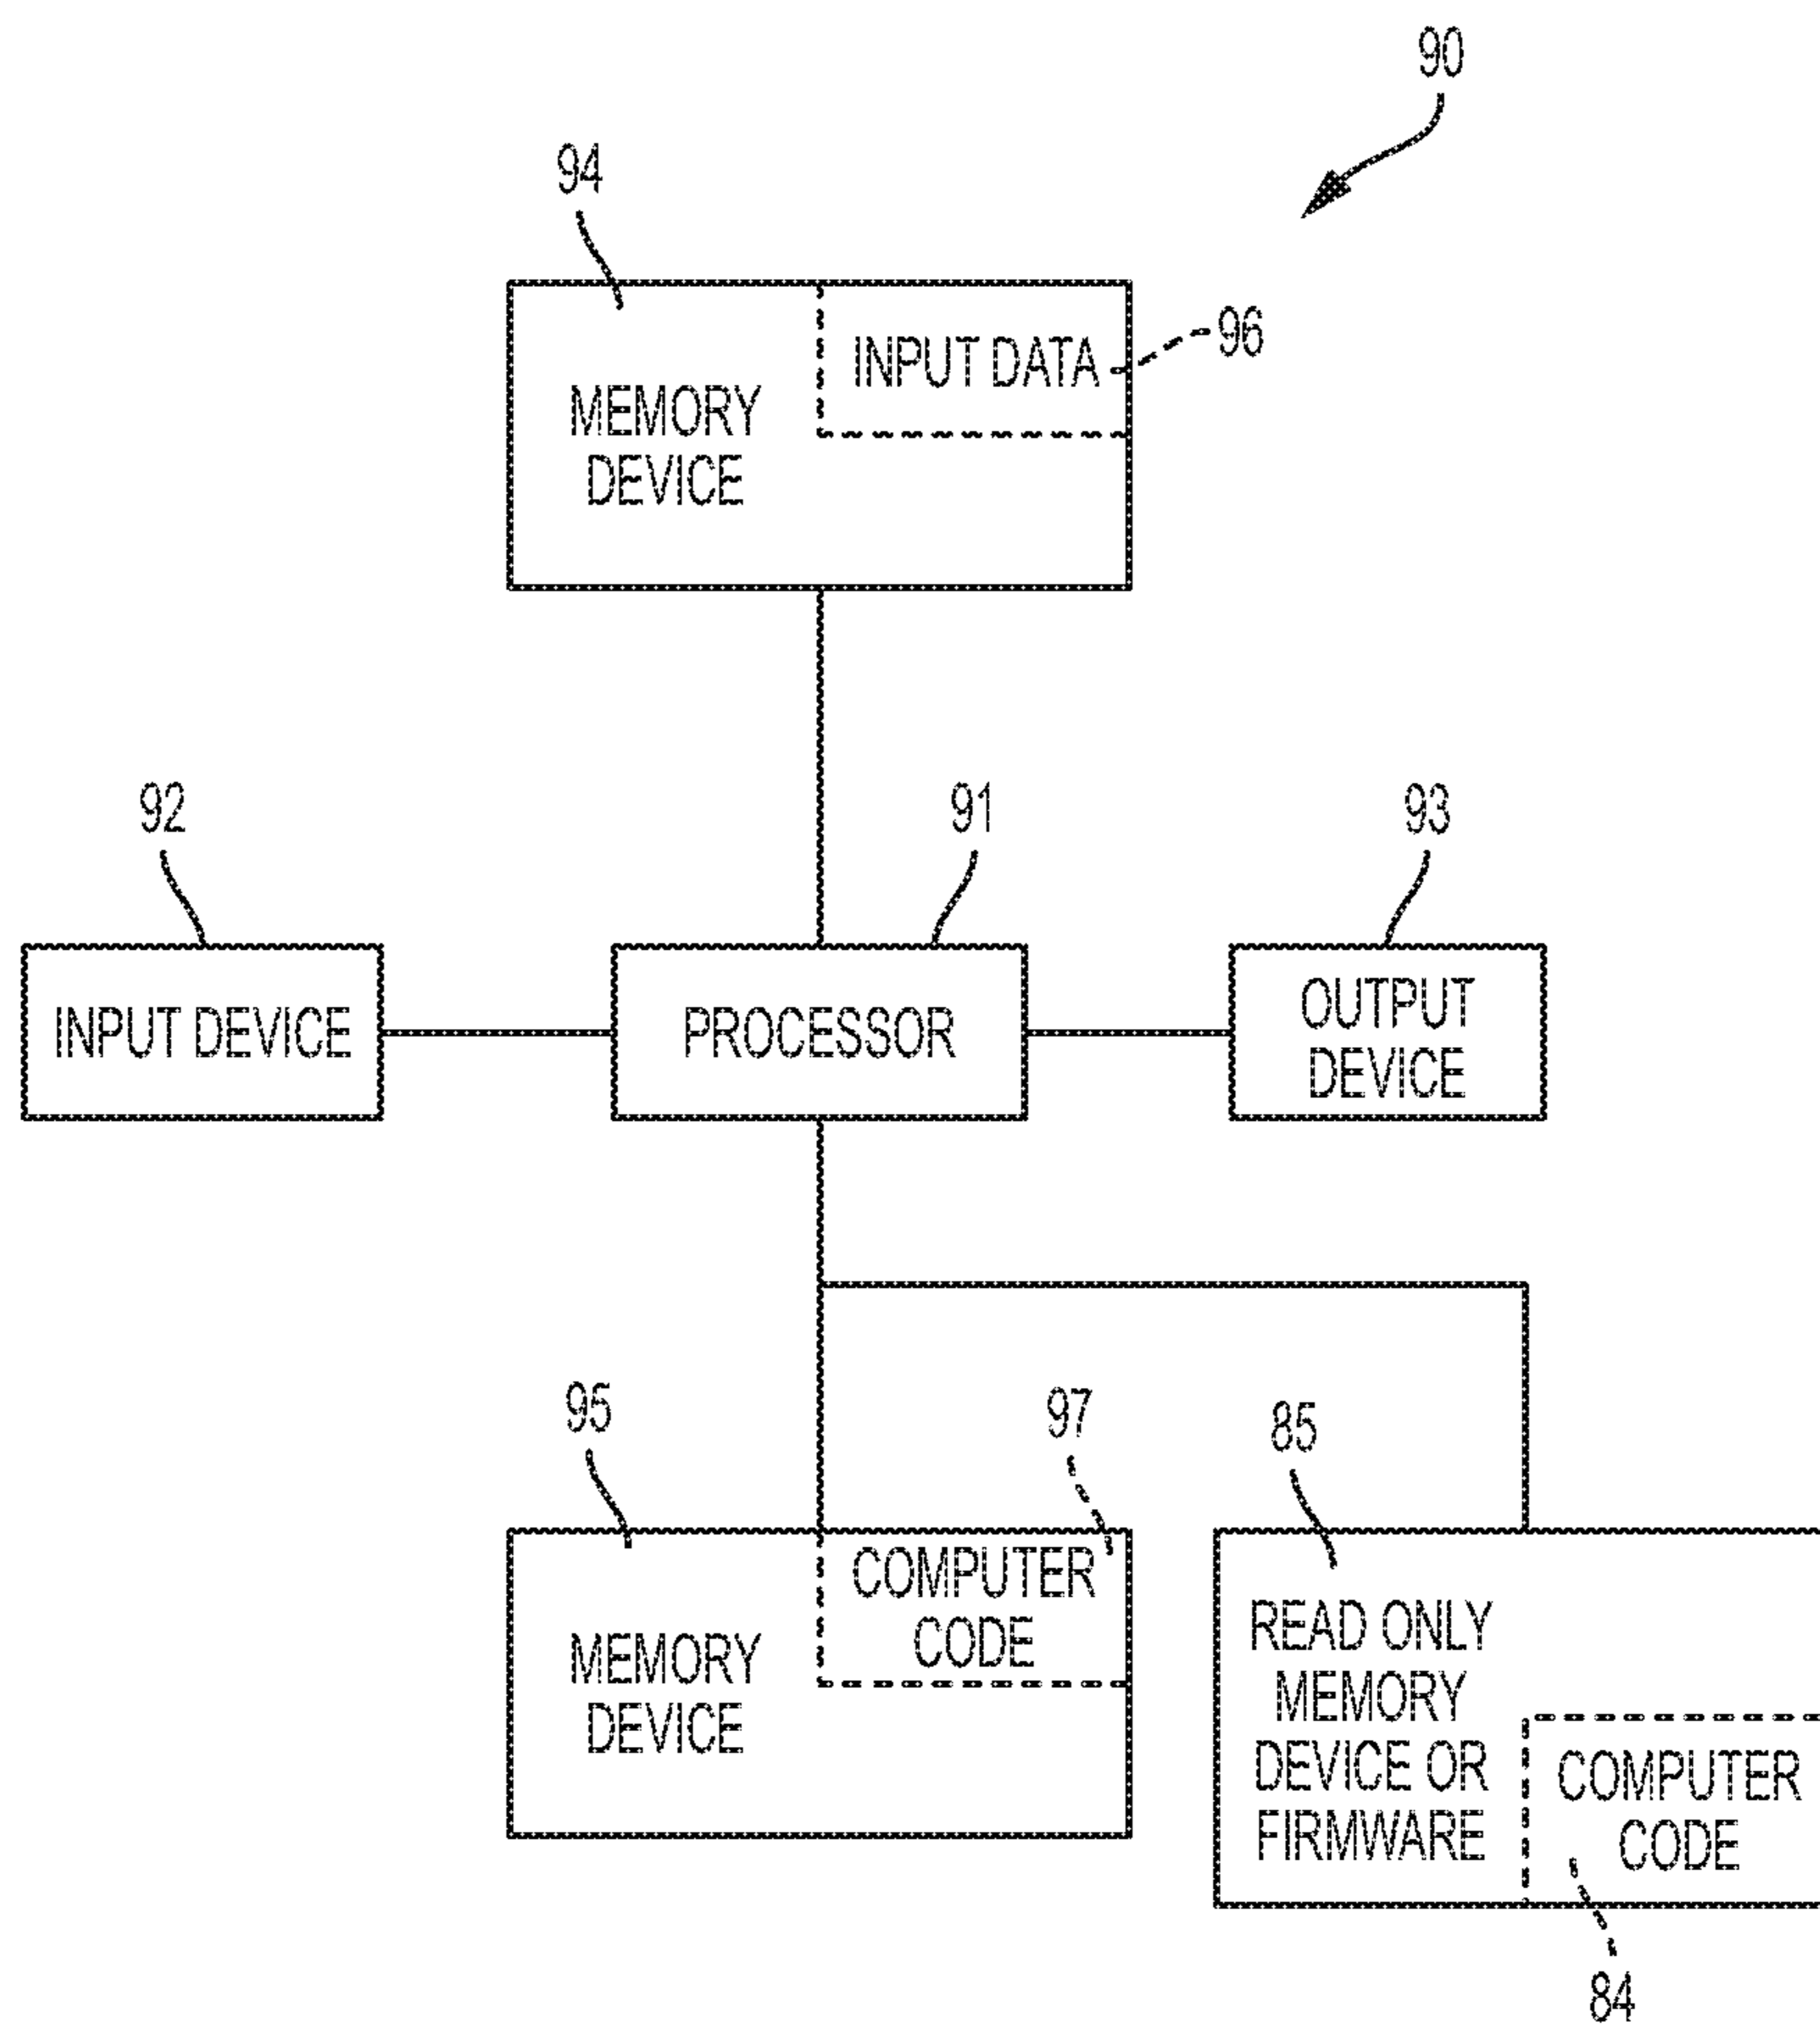 90
94
INPUT DATA
96
MEMORY
DEVICE
92
91
93
INPUT DEVICE
PROCESSOR
OUTPUT
DEVICE
95
97
85
COMPUTER
CODE
MEMORY
DEVICE
READ ONLY
MEMORY
DEVICE OR
FIRMWARE
COMPUTER
CODE
84